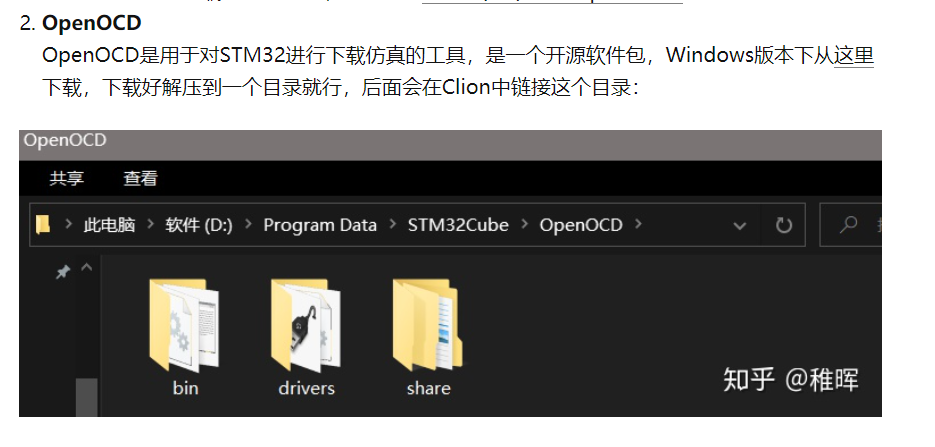 2. OpenOCD
OpenOCD是用于对STM32进行下载仿真的工具，是一个开源软件包，Windows版本下从这里
下载，下载好解压到一个目录就行，后面会在Clion中链接这个目录：
OpenOCD
共享 查看
此电脑 > 软件 (D:) > Program Data > STM32Cube > OpenOCD >
bin drivers share
知乎 @稚晖